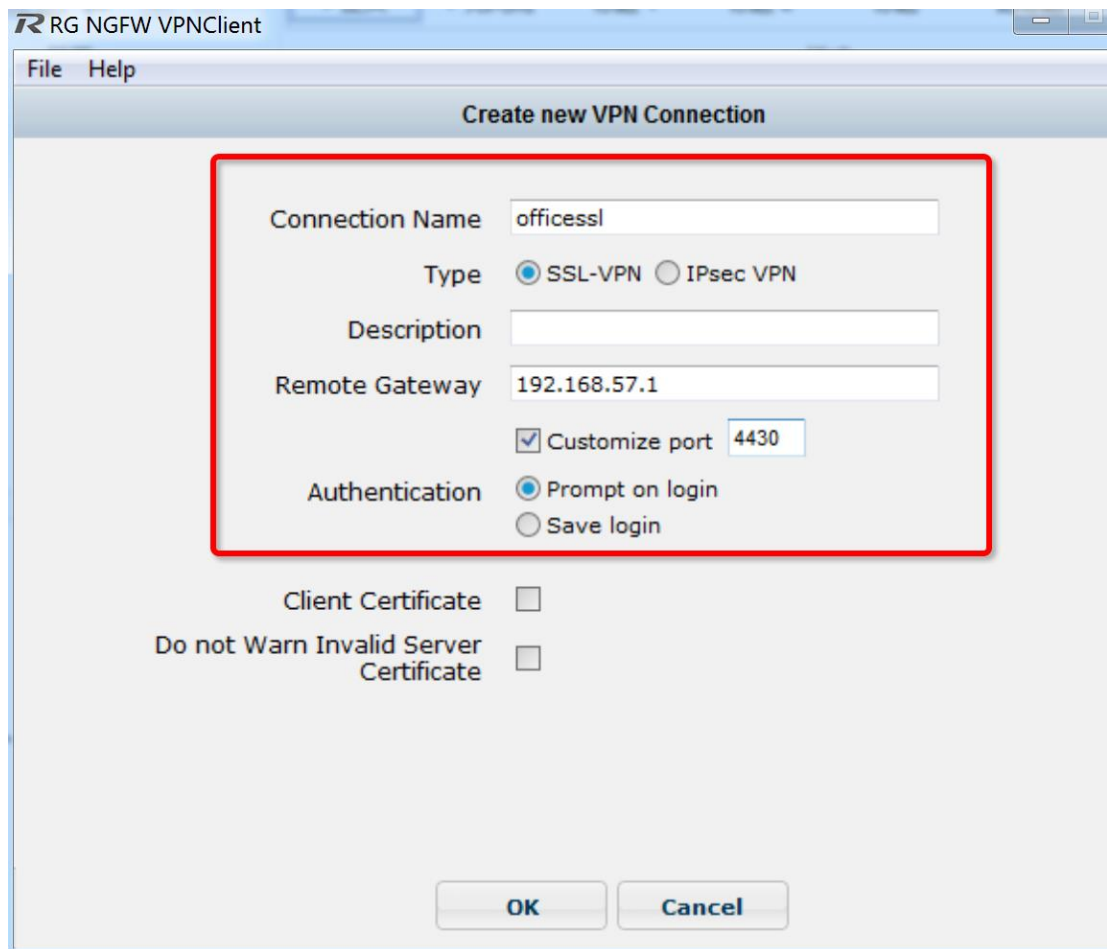 RG NGFW VPNClient
File Help
Create new VPN Connection
Connection Name officessl
Type SSL-VPN IPsec VPN
Description
Remote Gateway 192.168.57.1
Customize port 4430
Authentication Prompt on login
Save login
Client Certificate
Do not Warn Invalid Server
Certificate
OK Cancel